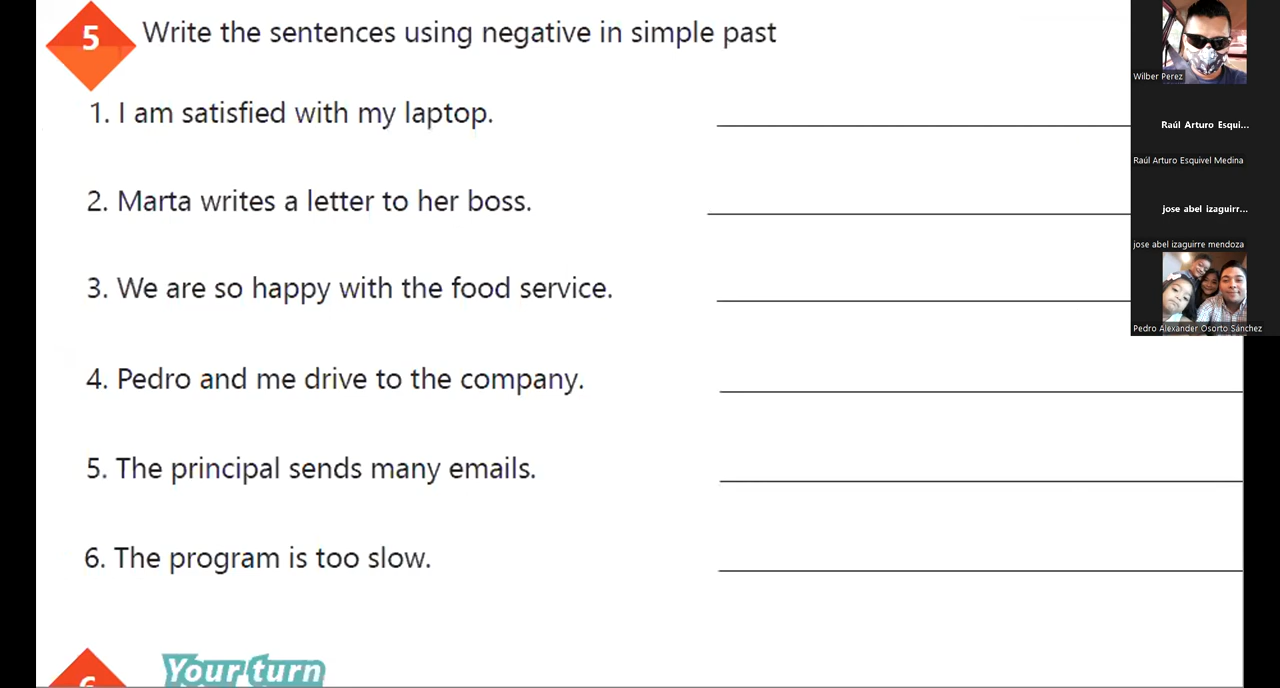 5 Write the sentences using negative in simple past
1. I am satisfied with my laptop.
2. Marta writes a letter to her boss.
3. We are so happy with the food service.
4. Pedro and me drive to the company.
5. The principal sends many emails.
6. The program is too slow.
6 Your turn
Wilber Perez
Raúl Arturo Esqui...
Raúl Arturo Esquivel Medina
jose abel izaguirr...
jose abel izaguirre mendoza
Pedro Alexander Osorto Sánchez